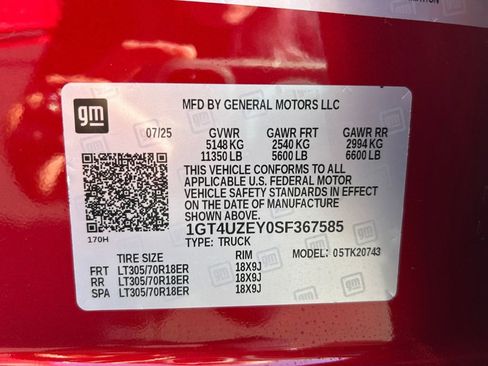 gm
MFD BY GENERAL MOTORS LLC
07/25 GVWR GAWR FRT GAWR RR
5148 KG 2540 KG 2994 KG
11350 LB 5600 LB 6600 LB
THIS VEHICLE CONFORMS TO ALL
APPLICABLE U.S. FEDERAL MOTOR
VEHICLE SAFETY STANDARDS IN EFFECT
ON THE DATE OF MANUFACTURE
SHOWN ABOVE.
170H
1GT4UZEY0SF367585
TYPE: TRUCK MODEL: 05TK20743
TIRE SIZE RIM
FRT LT305/70R18ER 18X9J
RR LT305/70R18ER 18X9J
SPA LT305/70R18ER 18X9J